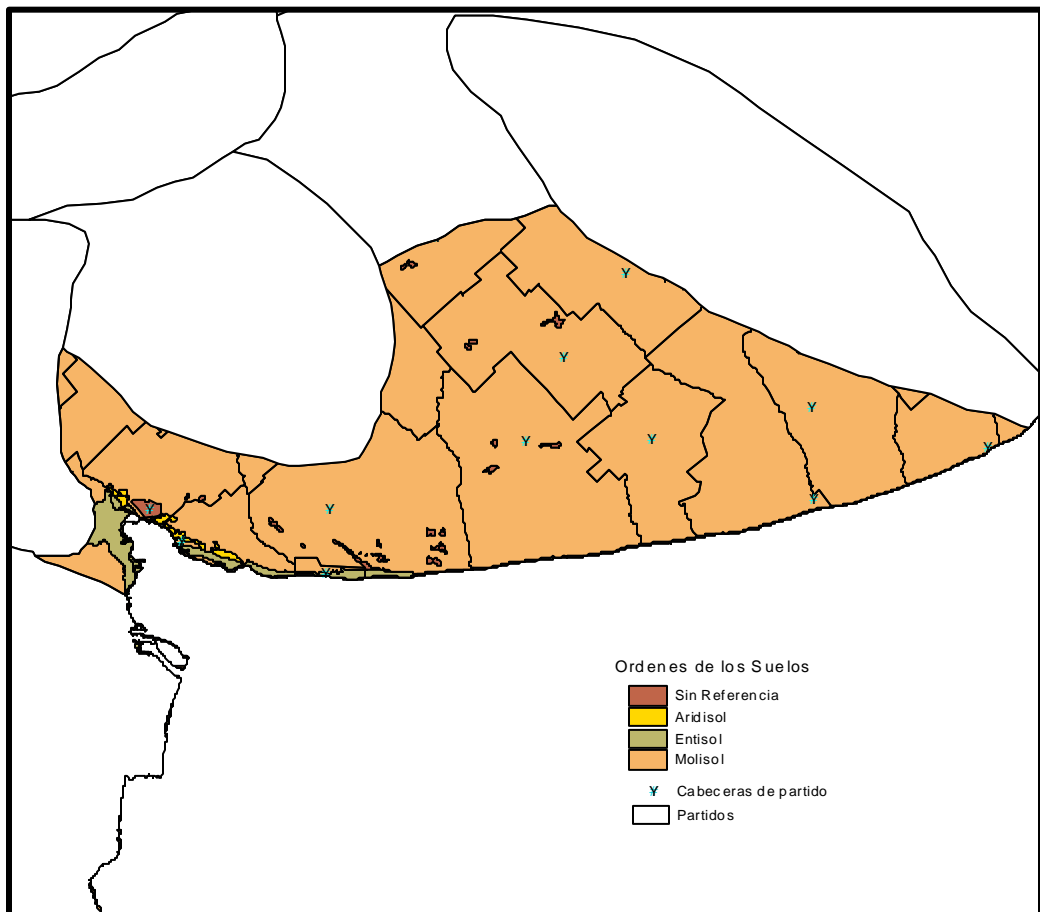 Ordenes de los Suelos
Sin Referencia
Aridisol
Entisol
Molisol
Cabeceras de partido
Partidos